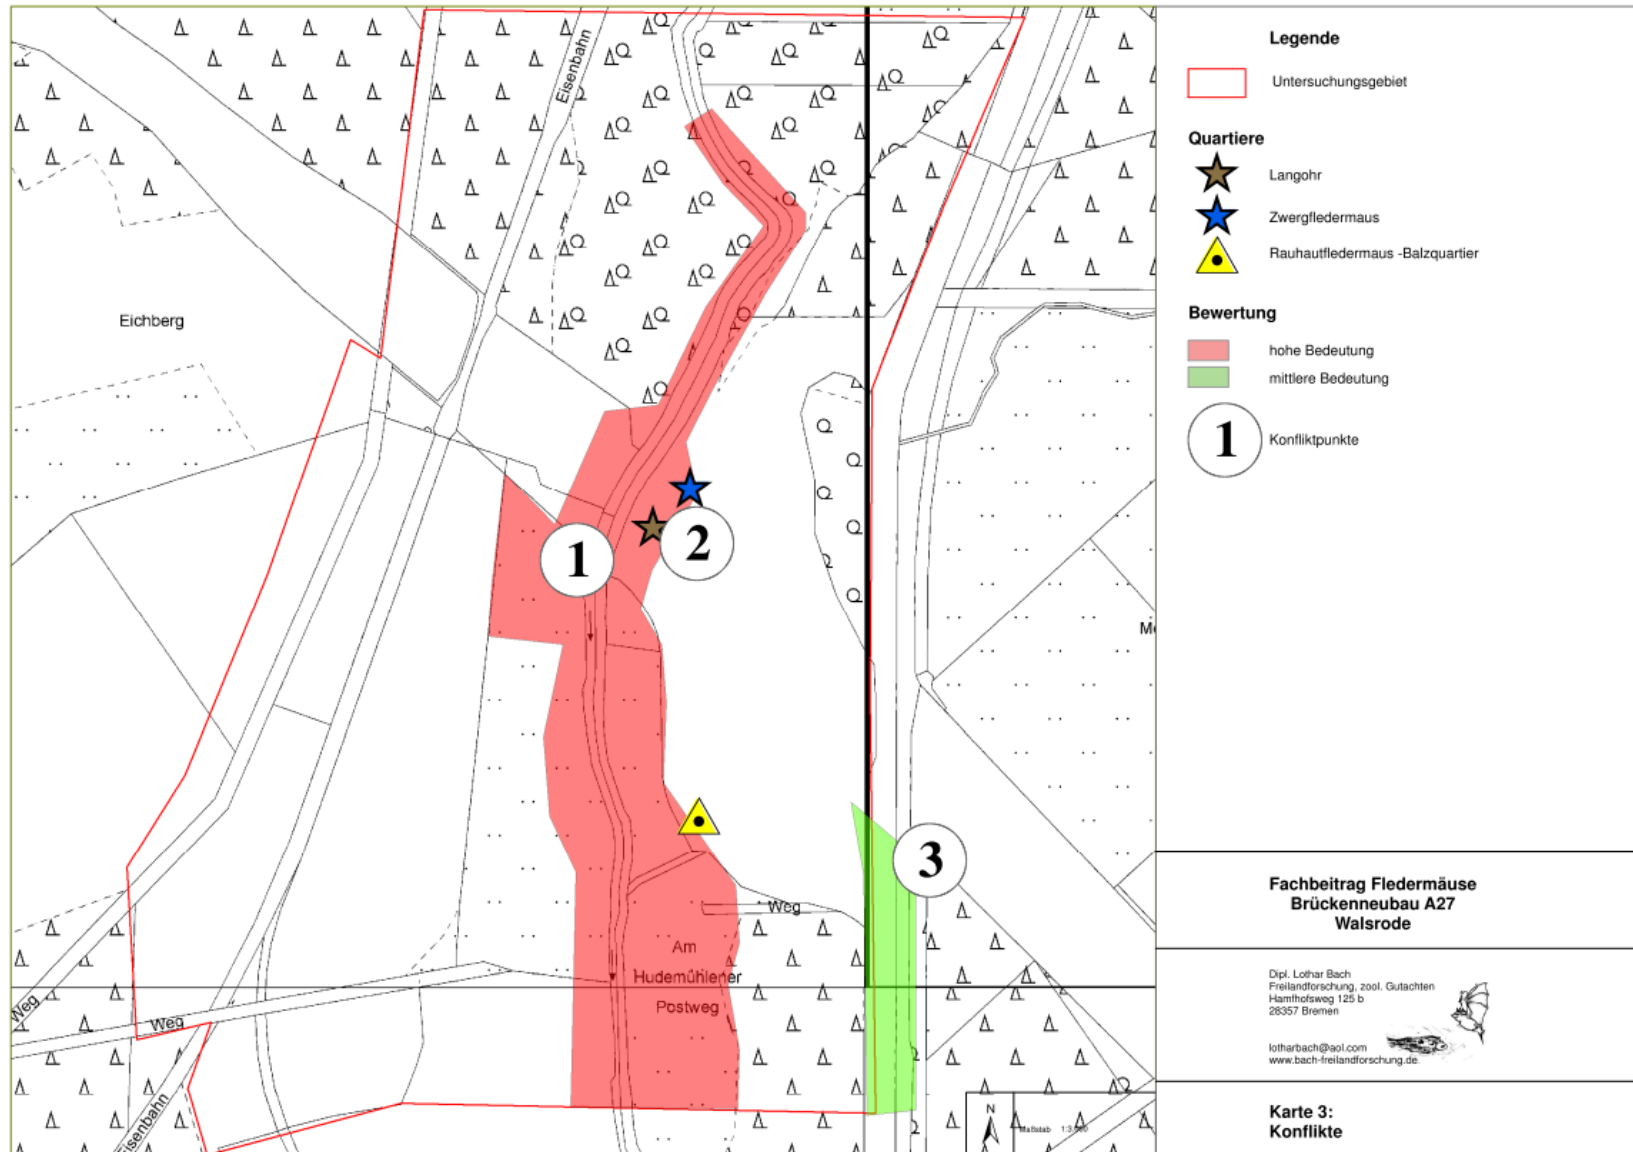 Eisenbahn
Eichberg
1
2
3
Weg
Am
Hudemühlener
Postweg
Weg
Weg
Eisenbahn
N
Maßstab
Legende
Untersuchungsgebiet
Quartiere
Langohr
Zwergfledermaus
Rauhautfledermaus -Balzquartier
Bewertung
hohe Bedeutung
mittlere Bedeutung
1 Konfliktpunkte
Fachbeitrag Fledermäuse
Brückenneubau A27
Walsrode
Dipl. Lothar Bach
Freilandforschung, zool. Gutachten
Hamfhofsweg 125 b
28357 Bremen
lotharbach@aol.com
www.bach-freilandforschung.de
Karte 3:
Konflikte